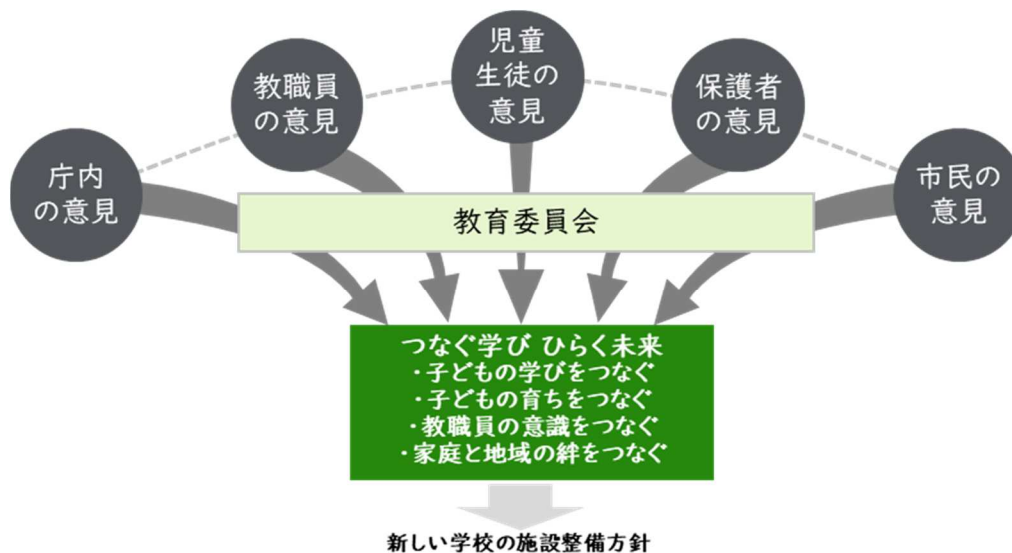 庁内
の意見
教職員
の意見
児童
生徒の
意見
保護者
の意見
市民の
意見
教育委員会
つなぐ学び ひらく未来
・子どもの学びをつなぐ
・子どもの育ちをつなぐ
・教職員の意識をつなぐ
・家庭と地域の絆をつなぐ
新しい学校の施設整備方針